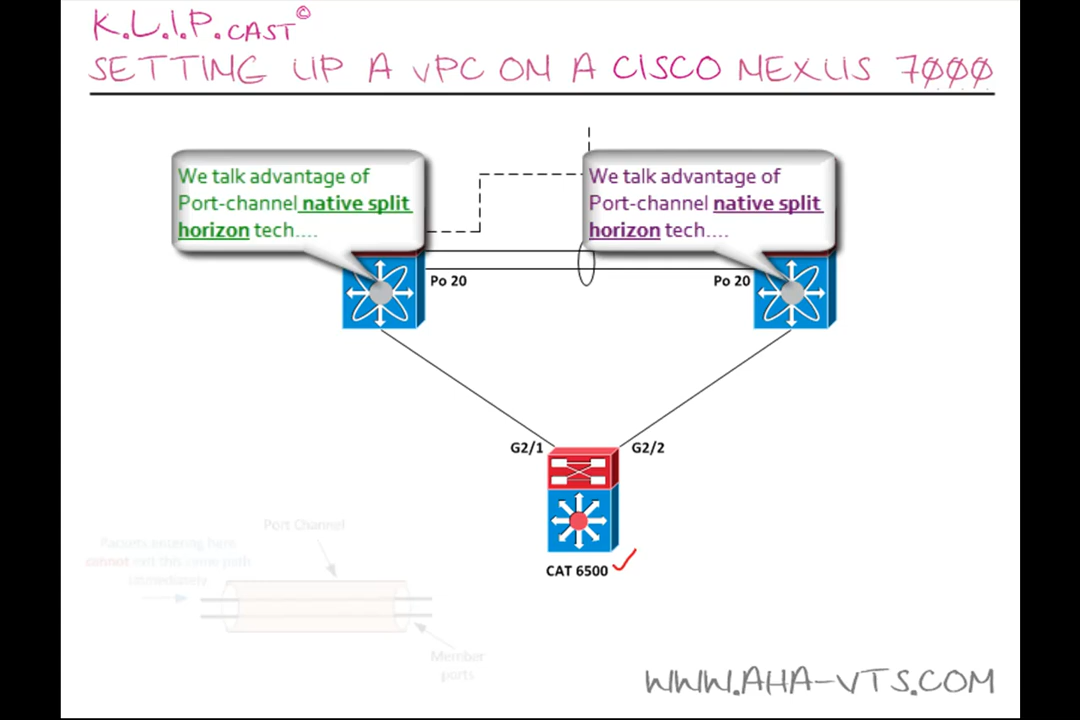 K.L.I.P.CAST©
SETTING UP A vPC ON A CISCO NEXUS 7000
We talk advantage of
Port-channel native split
horizon tech....
We talk advantage of
Port-channel native split
horizon tech....
Po 20
Po 20
G2/1
G2/2
CAT 6500
Port Channel
Packets entering here
cannot exit this same path
immediately
Member
ports
WWW.AHA-VTS.COM